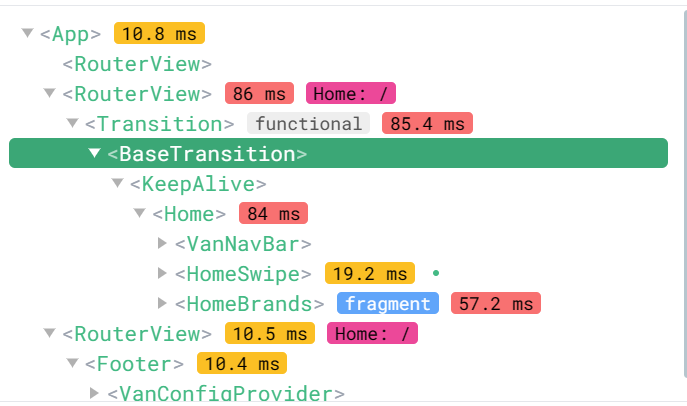 <App> 10.8 ms
<RouterView>
<RouterView> 86 ms Home: /
<Transition> functional 85.4 ms
<BaseTransition>
<KeepAlive>
<Home> 84 ms
<VanNavBar>
<HomeSwipe> 19.2 ms
<HomeBrands> fragment 57.2 ms
<RouterView> 10.5 ms Home: /
<Footer> 10.4 ms
<VanConfigProvider>